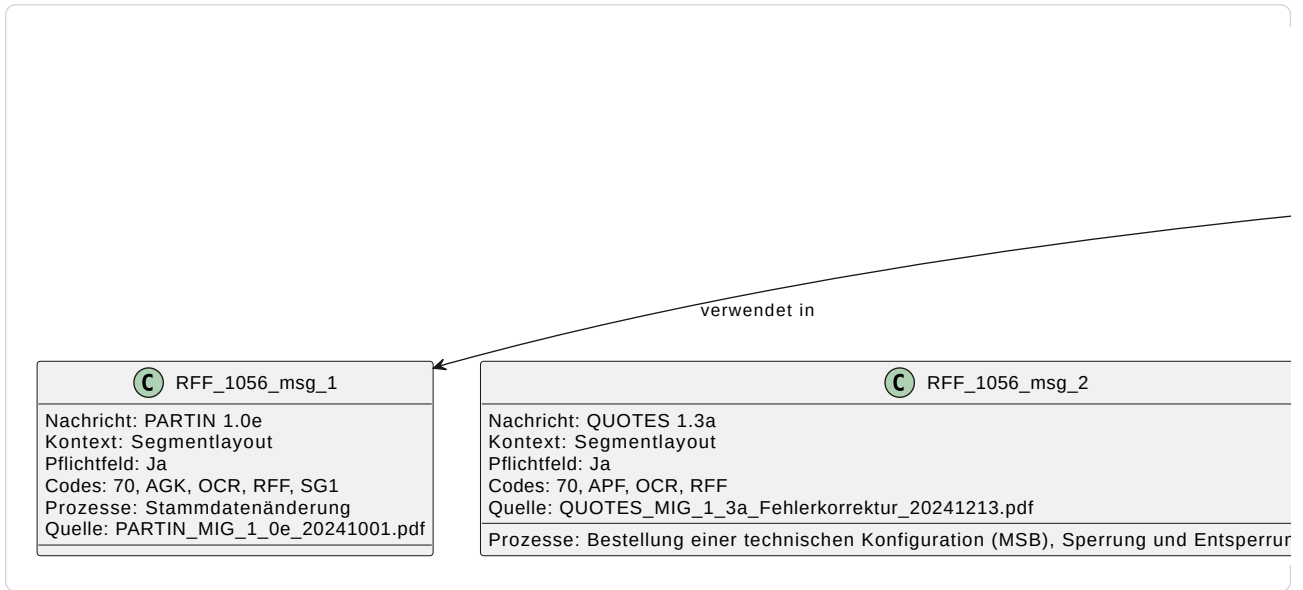 verwendet in
C RFF_1056_msg_1
Nachricht: PARTIN 1.0e
Kontext: Segmentlayout
Pflichtfeld: Ja
Codes: 70, AGK, OCR, RFF, SG1
Prozesse: Stammdatenänderung
Quelle: PARTIN_MIG_1_0e_20241001.pdf
C RFF_1056_msg_2
Nachricht: QUOTES 1.3a
Kontext: Segmentlayout
Pflichtfeld: Ja
Codes: 70, APF, OCR, RFF
Quelle: QUOTES_MIG_1_3a_Fehlerkorrektur_20241213.pdf
Prozesse: Bestellung einer technischen Konfiguration (MSB), Sperrung und